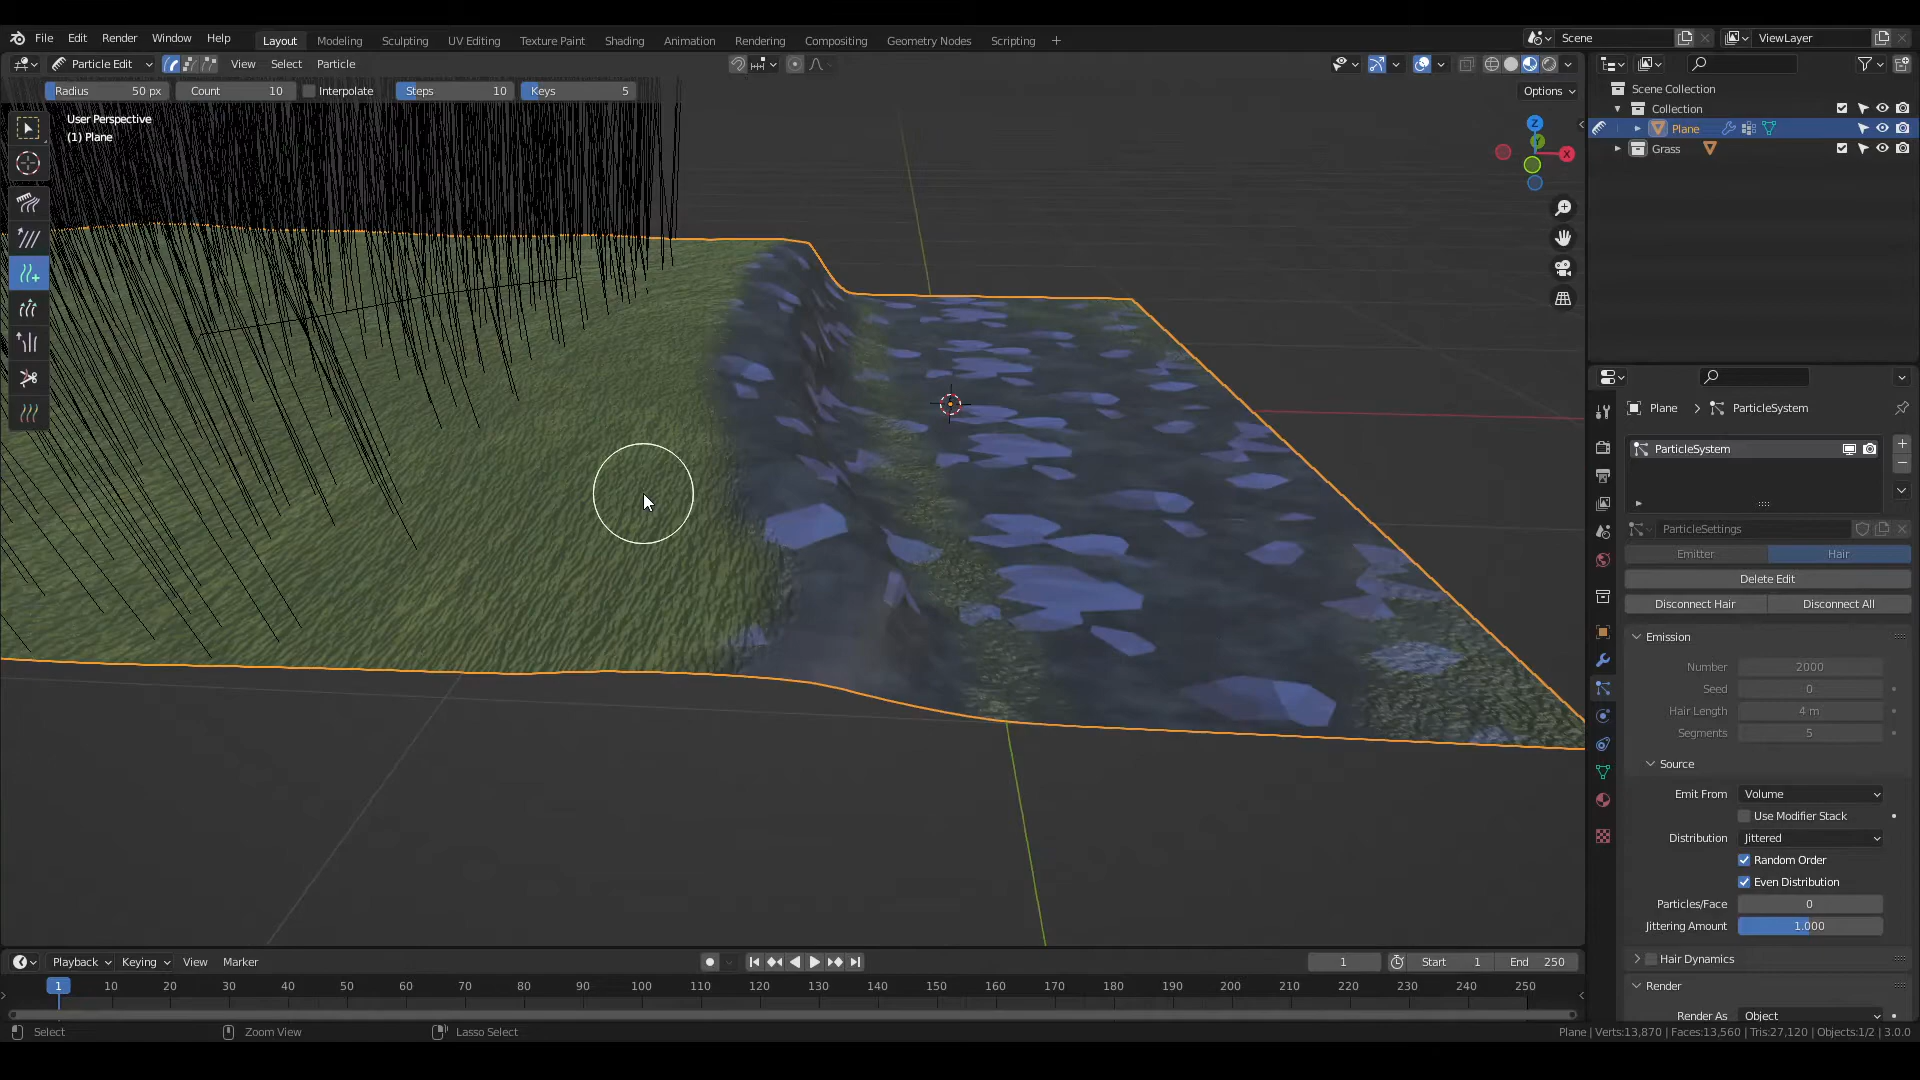 File Edit Render Window Help Layout Modeling Sculpting UV Editing Texture Paint Shading Animation Rendering Compositing Geometry Nodes Scripting + Scene ViewLayer
Particle Edit View Select Particle
Radius 50 px Count 10 Interpolate Steps 10 Keys 5 Options
User Perspective
(1) Plane
Z
Y
X
Scene Collection
Collection
Plane
Grass
Plane > ParticleSystem
ParticleSystem
ParticleSettings
Emitter Hair
Delete Edit
Disconnect Hair Disconnect All
Emission
Number 2000
Seed 0
Hair Length 4 m
Segments 5
Source
Emit From Volume
Use Modifier Stack
Distribution Jittered
Random Order
Even Distribution
Particles/Face 0
Jittering Amount 1.000
Hair Dynamics
Render
Render As Object
Playback Keying View Marker 1 Start 1 End 250
1 10 20 30 40 50 60 70 80 90 100 110 120 130 140 150 160 170 180 190 200 210 220 230 240 250
Select Zoom View Lasso Select Plane | Verts:13,870 | Faces:13,560 | Tris:27,120 | Objects:1/2 | 3.0.0